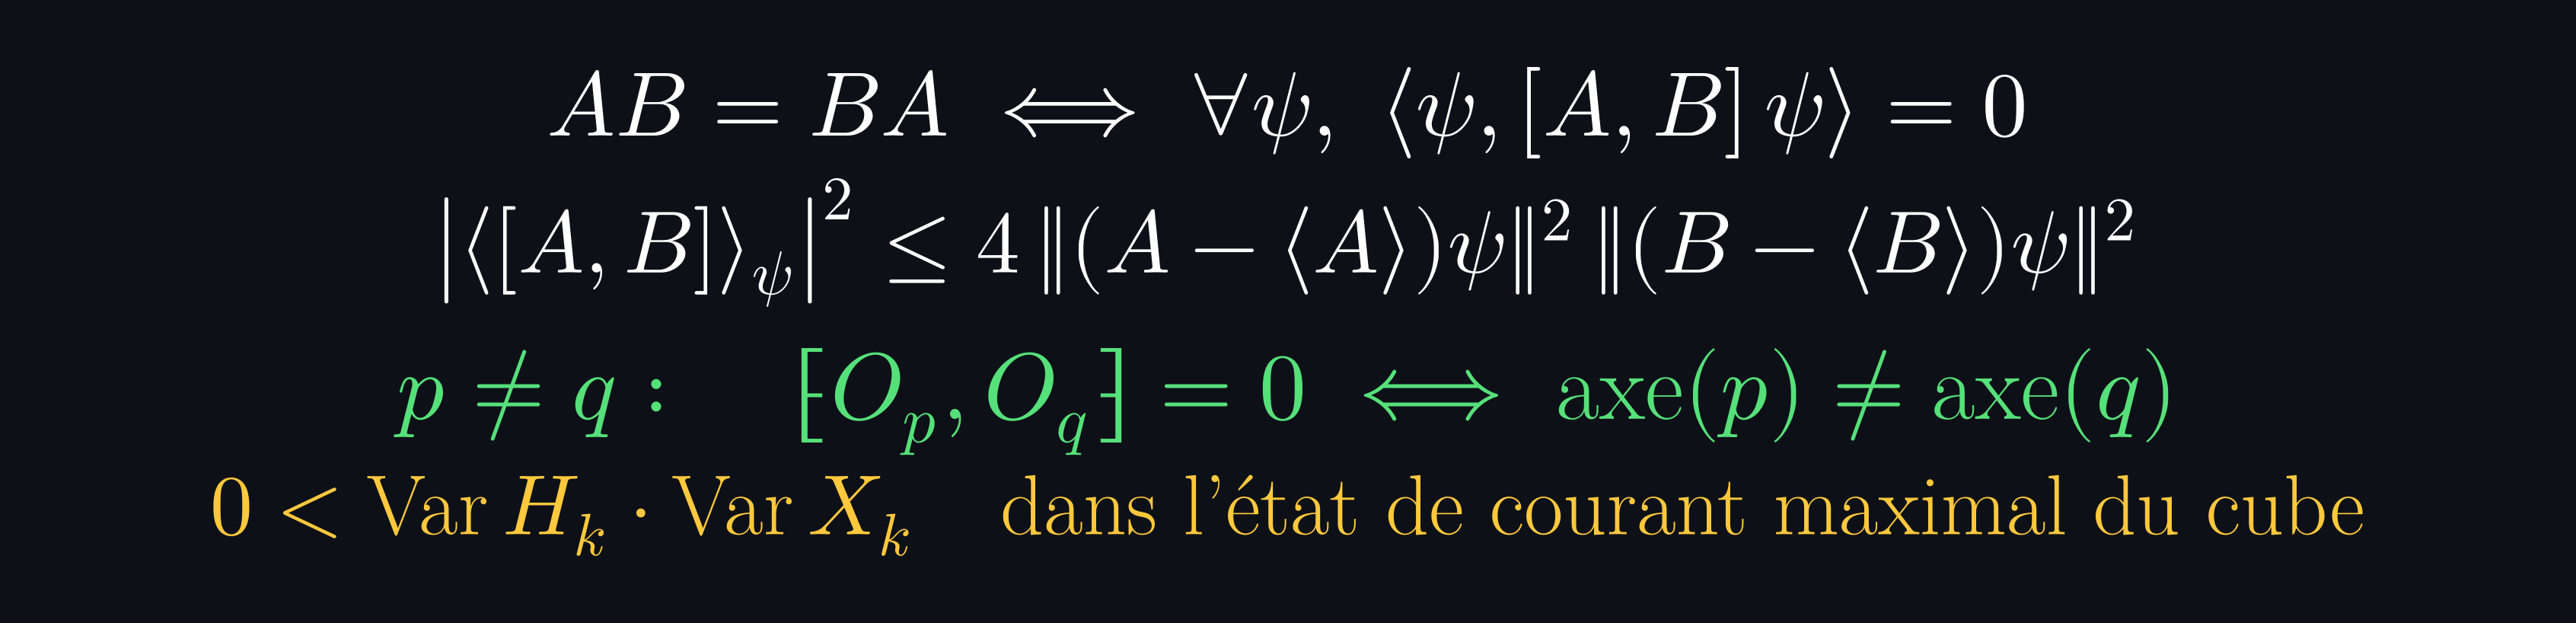 AB = BA ⟺ ∀ψ, ⟨ψ, [A, B] ψ⟩ = 0
|⟨[A, B]⟩_ψ|² ≤ 4 ‖(A − ⟨A⟩)ψ‖² ‖(B − ⟨B⟩)ψ‖²
p ≠ q : [O_p, O_q] = 0 ⟺ axe(p) ≠ axe(q)
0 < Var H_k · Var X_k dans l’état de courant maximal du cube